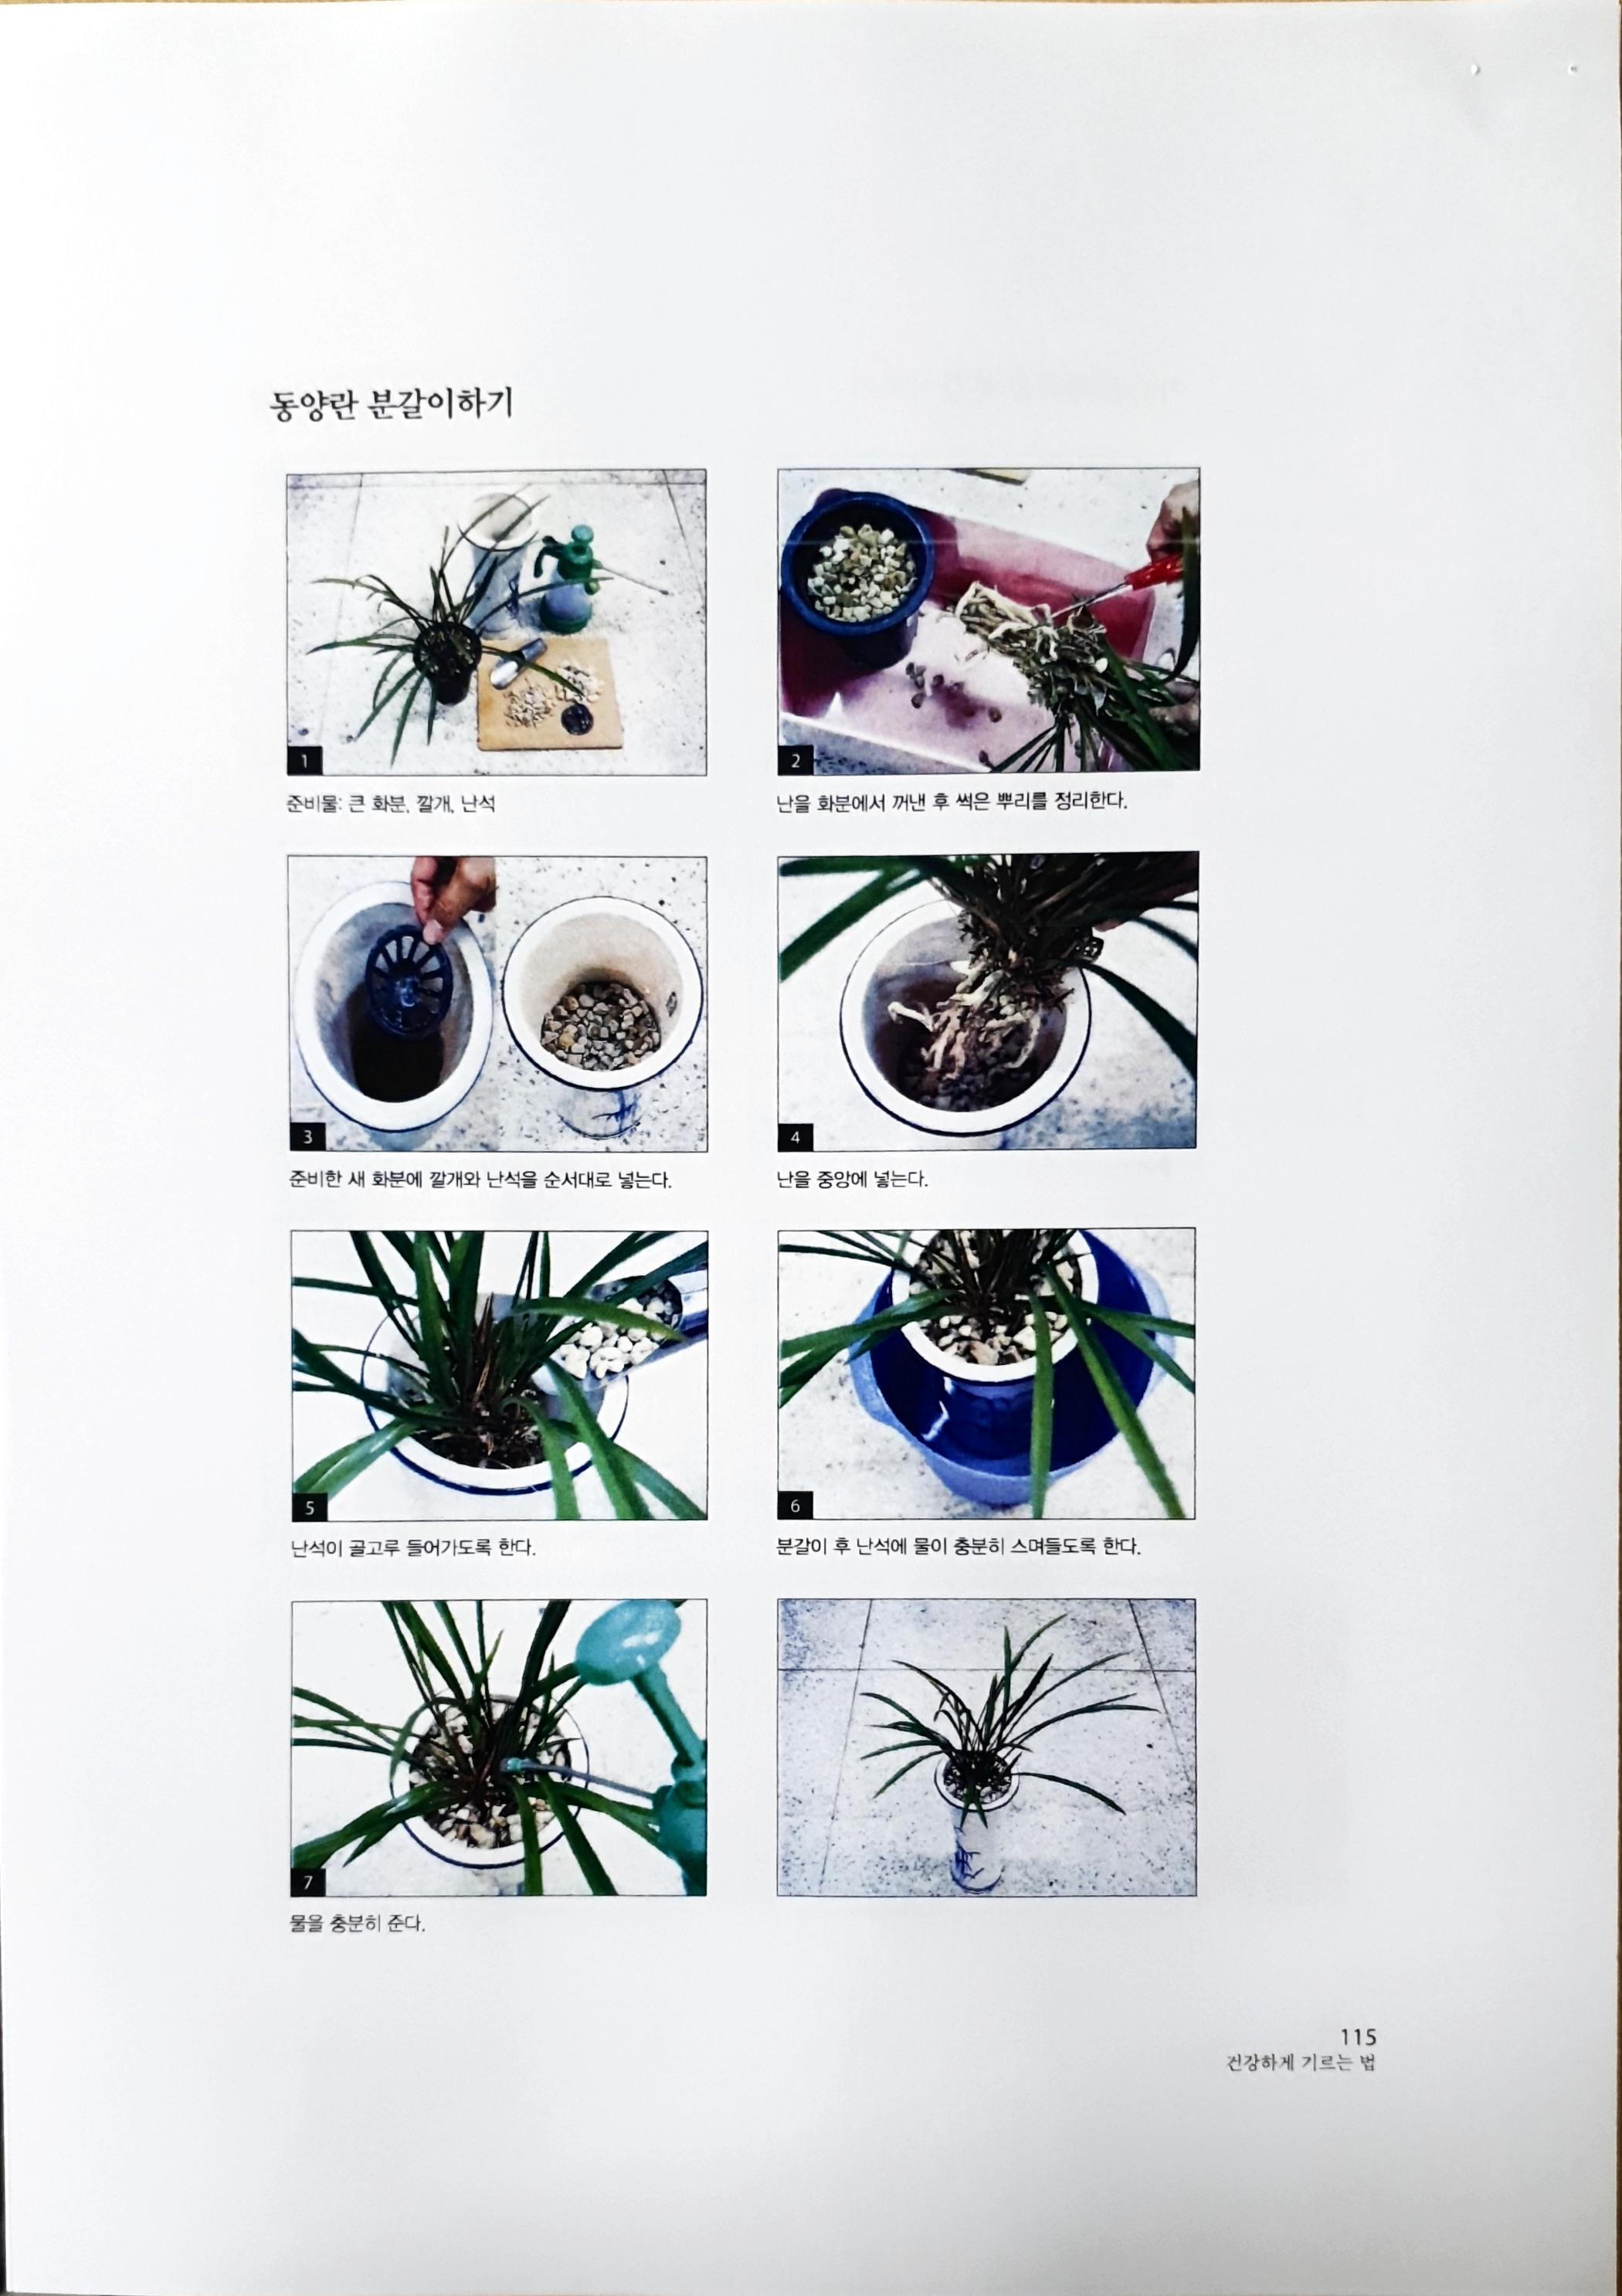 동양란 분갈이하기
1
준비물: 큰 화분, 깔개, 난석
2
난을 화분에서 꺼낸 후 썩은 뿌리를 정리한다.
3
준비한 새 화분에 깔개와 난석을 순서대로 넣는다.
4
난을 중앙에 넣는다.
5
난석이 골고루 들어가도록 한다.
6
분갈이 후 난석에 물이 충분히 스며들도록 한다.
7
물을 충분히 준다.
115
건강하게 기르는 법